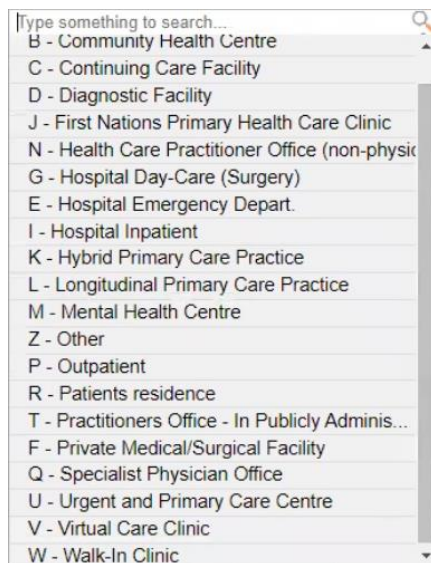 Type something to search...
B - Community Health Centre
C - Continuing Care Facility
D - Diagnostic Facility
J - First Nations Primary Health Care Clinic
N - Health Care Practitioner Office (non-physic
G - Hospital Day-Care (Surgery)
E - Hospital Emergency Depart.
I - Hospital Inpatient
K - Hybrid Primary Care Practice
L - Longitudinal Primary Care Practice
M - Mental Health Centre
Z - Other
P - Outpatient
R - Patients residence
T - Practitioners Office - In Publicly Adminis...
F - Private Medical/Surgical Facility
Q - Specialist Physician Office
U - Urgent and Primary Care Centre
V - Virtual Care Clinic
W - Walk-In Clinic